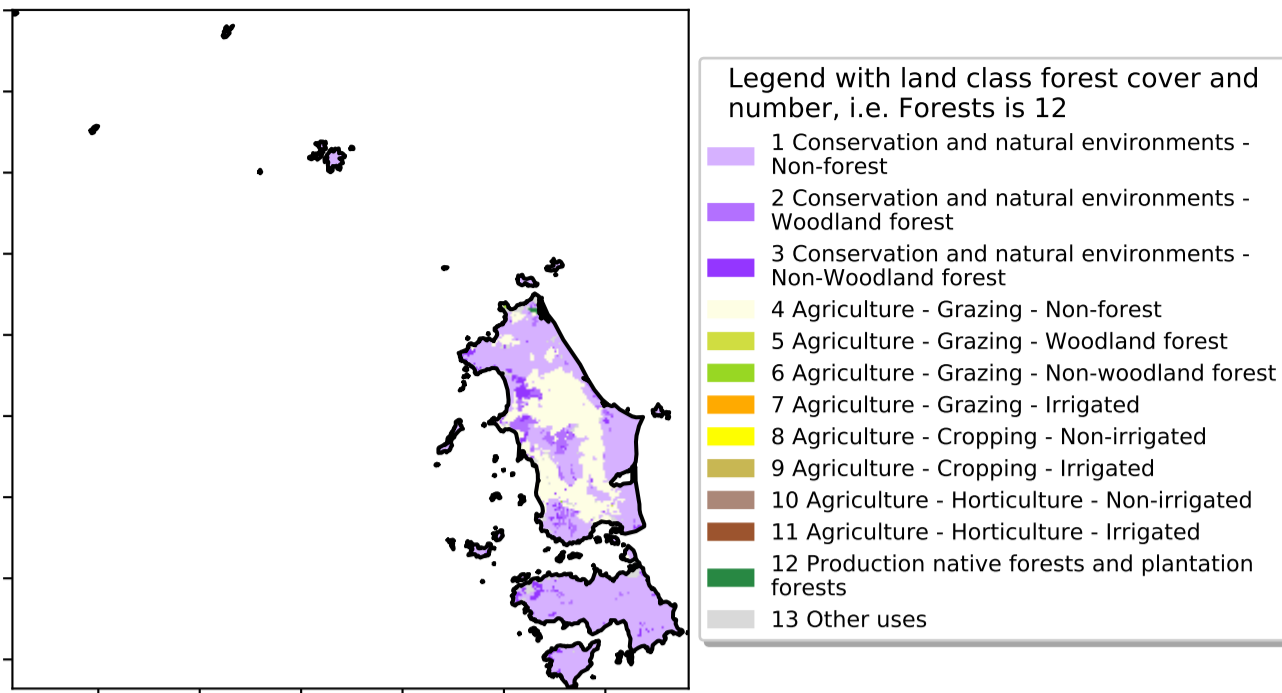 Legend with land class forest cover and
number, i.e. Forests is 12
1 Conservation and natural environments -
Non-forest
2 Conservation and natural environments -
Woodland forest
3 Conservation and natural environments -
Non-Woodland forest
4 Agriculture - Grazing - Non-forest
5 Agriculture - Grazing - Woodland forest
6 Agriculture - Grazing - Non-woodland forest
7 Agriculture - Grazing - Irrigated
8 Agriculture - Cropping - Non-irrigated
9 Agriculture - Cropping - Irrigated
10 Agriculture - Horticulture - Non-irrigated
11 Agriculture - Horticulture - Irrigated
12 Production native forests and plantation
forests
13 Other uses